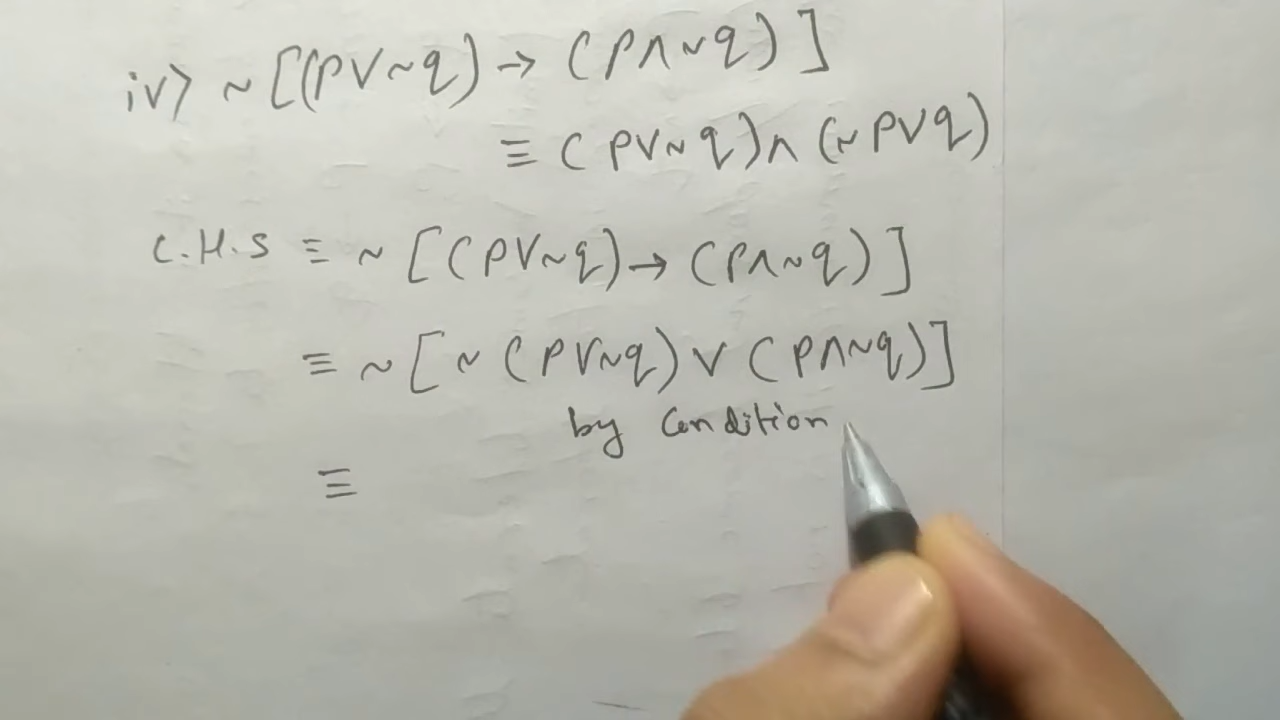 iv> ~[(p∨~q) → (p∧~q)]
≡ (p∨~q)∧(~p∨q)
L.H.S ≡ ~[(p∨~q)→(p∧~q)]
≡ ~[~(p∨~q)∨(p∧~q)]
by Condition
≡